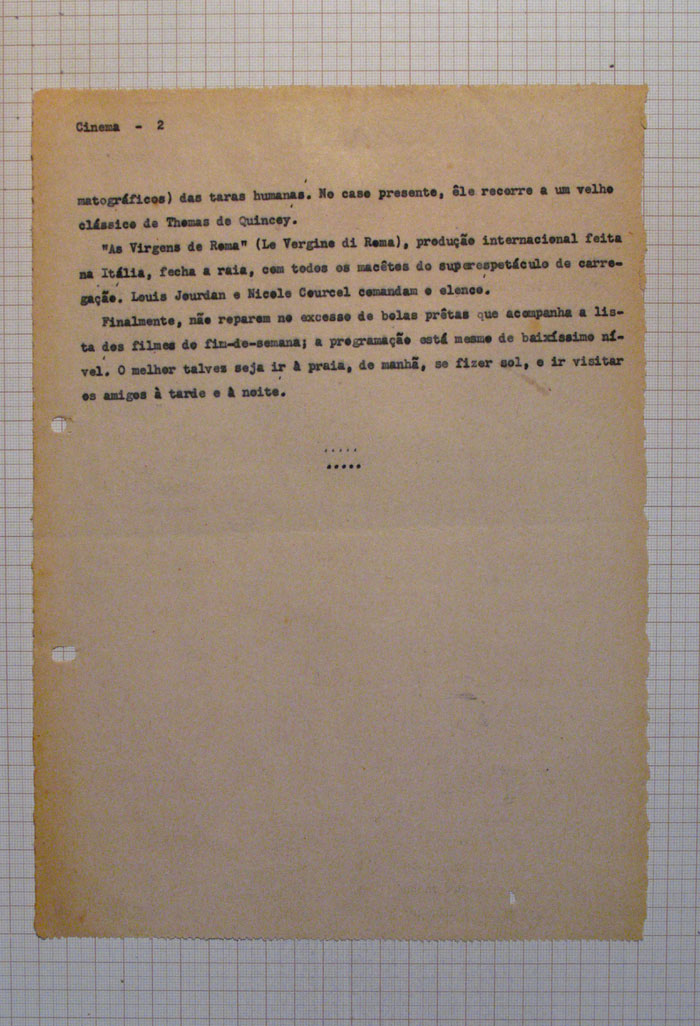 Cinema - 2
matográficos) das taras humanas. No caso presente, êle recorre a um velho
clássico de Thomas de Quincey.
"As Virgens de Roma" (Le Vergine di Roma), produção internacional feita
na Itália, fecha a raia, com todos os macêtes do superespetáculo de carre-
gação. Louis Jourdan e Nicole Courcel comandam o elenco.
Finalmente, não reparem no excesso de bolas prêtas que acompanha a lis-
ta dos filmes do fim-de-semana; a programação está mesmo de baixíssimo ní-
vel. O melhor talves seja ir à praia, de manhã, se fizer sol, e ir visitar
os amigos à tarde e à noite.
.....
.....